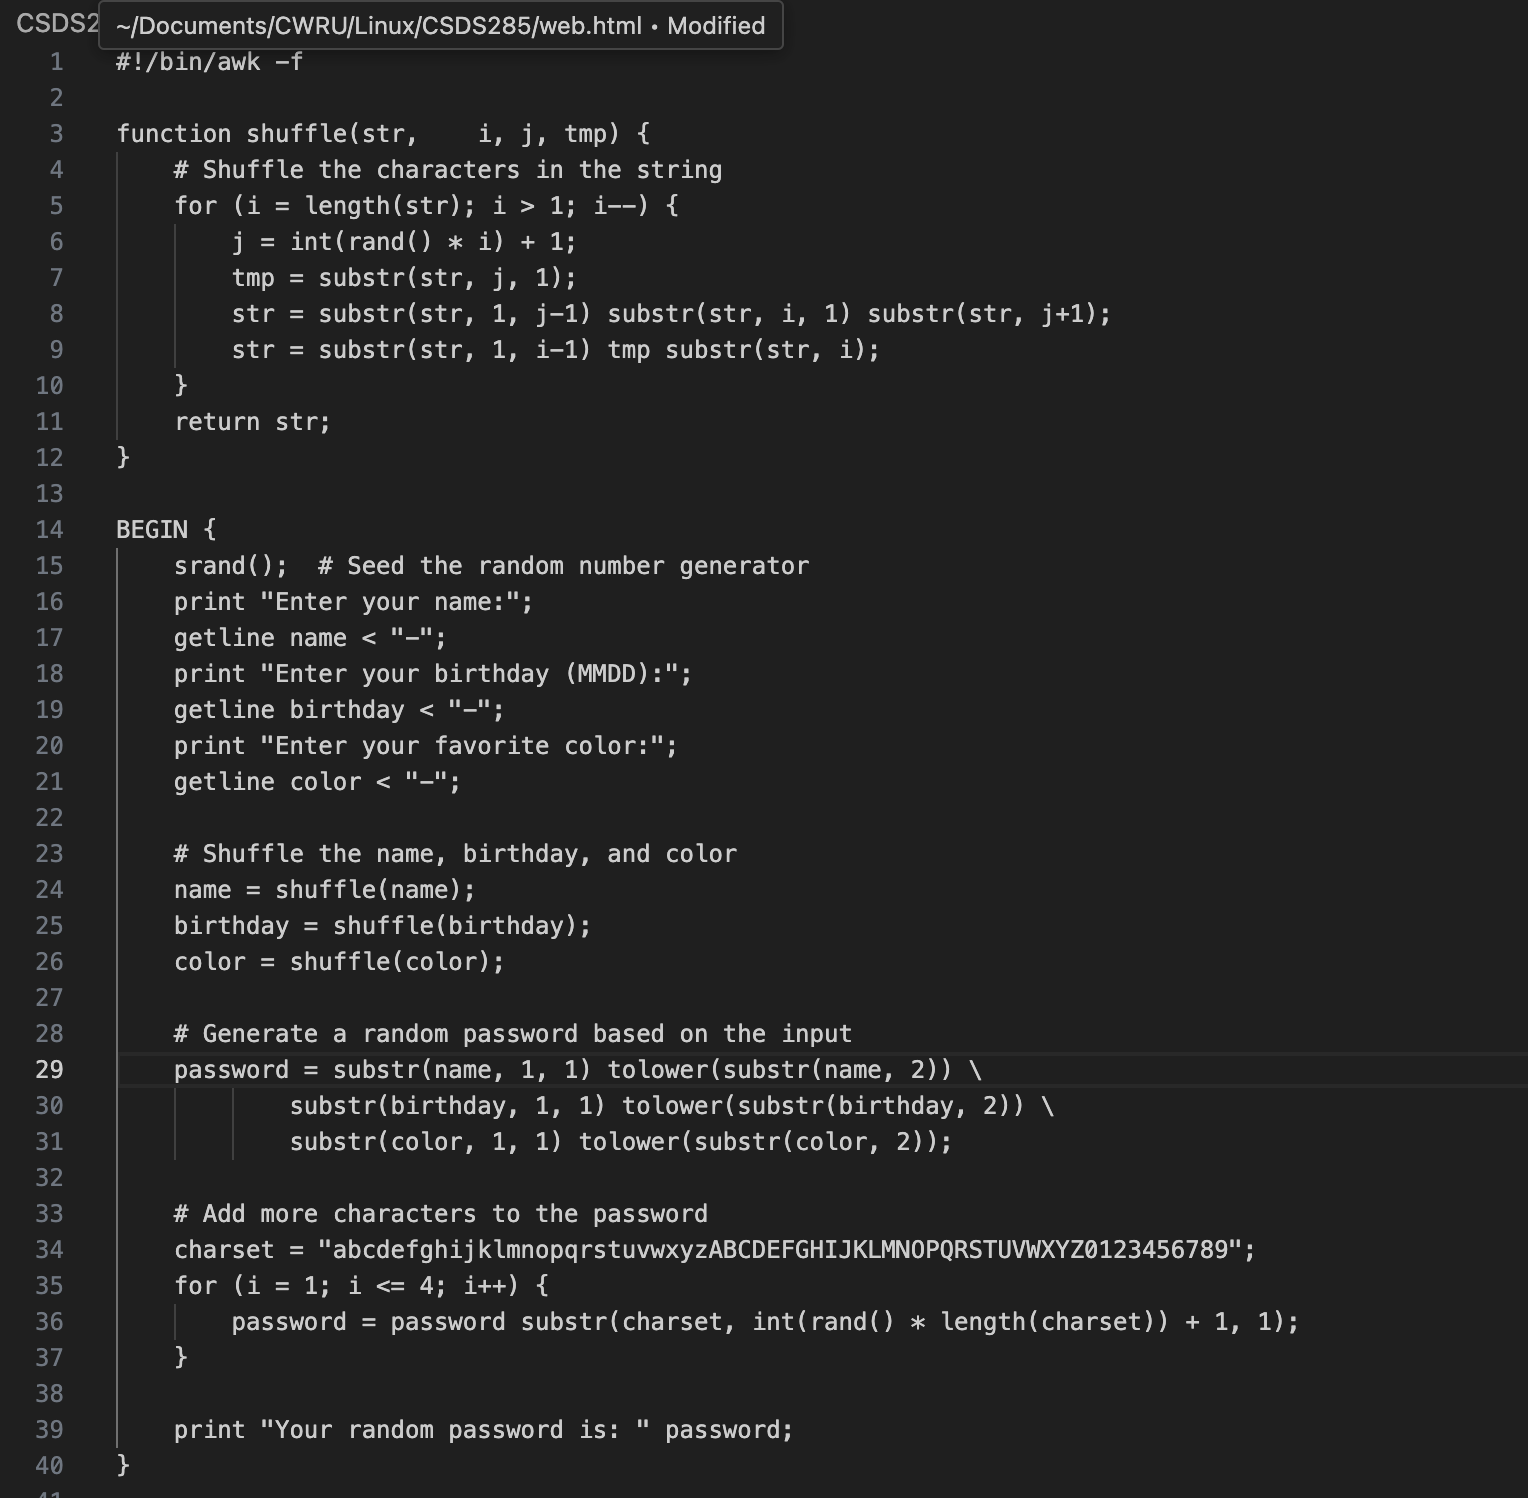 CSDS2
~/Documents/CWRU/Linux/CSDS285/web.html • Modified
1 #!/bin/awk -f
2
3 function shuffle(str,    i, j, tmp) {
4     # Shuffle the characters in the string
5     for (i = length(str); i > 1; i--) {
6         j = int(rand() * i) + 1;
7         tmp = substr(str, j, 1);
8         str = substr(str, 1, j-1) substr(str, i, 1) substr(str, j+1);
9         str = substr(str, 1, i-1) tmp substr(str, i);
10     }
11     return str;
12 }
13
14 BEGIN {
15     srand();  # Seed the random number generator
16     print "Enter your name:";
17     getline name < "-";
18     print "Enter your birthday (MMDD):";
19     getline birthday < "-";
20     print "Enter your favorite color:";
21     getline color < "-";
22
23     # Shuffle the name, birthday, and color
24     name = shuffle(name);
25     birthday = shuffle(birthday);
26     color = shuffle(color);
27
28     # Generate a random password based on the input
29     password = substr(name, 1, 1) tolower(substr(name, 2)) \
30             substr(birthday, 1, 1) tolower(substr(birthday, 2)) \
31             substr(color, 1, 1) tolower(substr(color, 2));
32
33     # Add more characters to the password
34     charset = "abcdefghijklmnopqrstuvwxyzABCDEFGHIJKLMNOPQRSTUVWXYZ0123456789";
35     for (i = 1; i <= 4; i++) {
36         password = password substr(charset, int(rand() * length(charset)) + 1, 1);
37     }
38
39     print "Your random password is: " password;
40 }
41